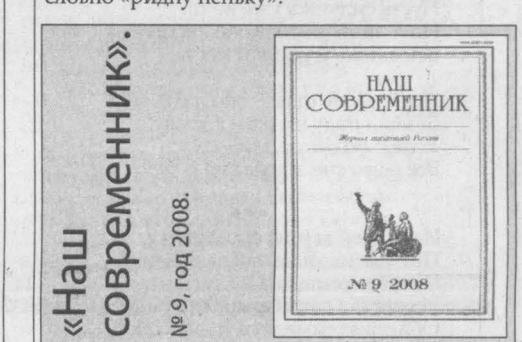 словно «ридну неньку».
«Наш
современник».
№ 9, год 2008.
НАШ
СОВРЕМЕННИК
Журнал писателей России
№ 9 2008